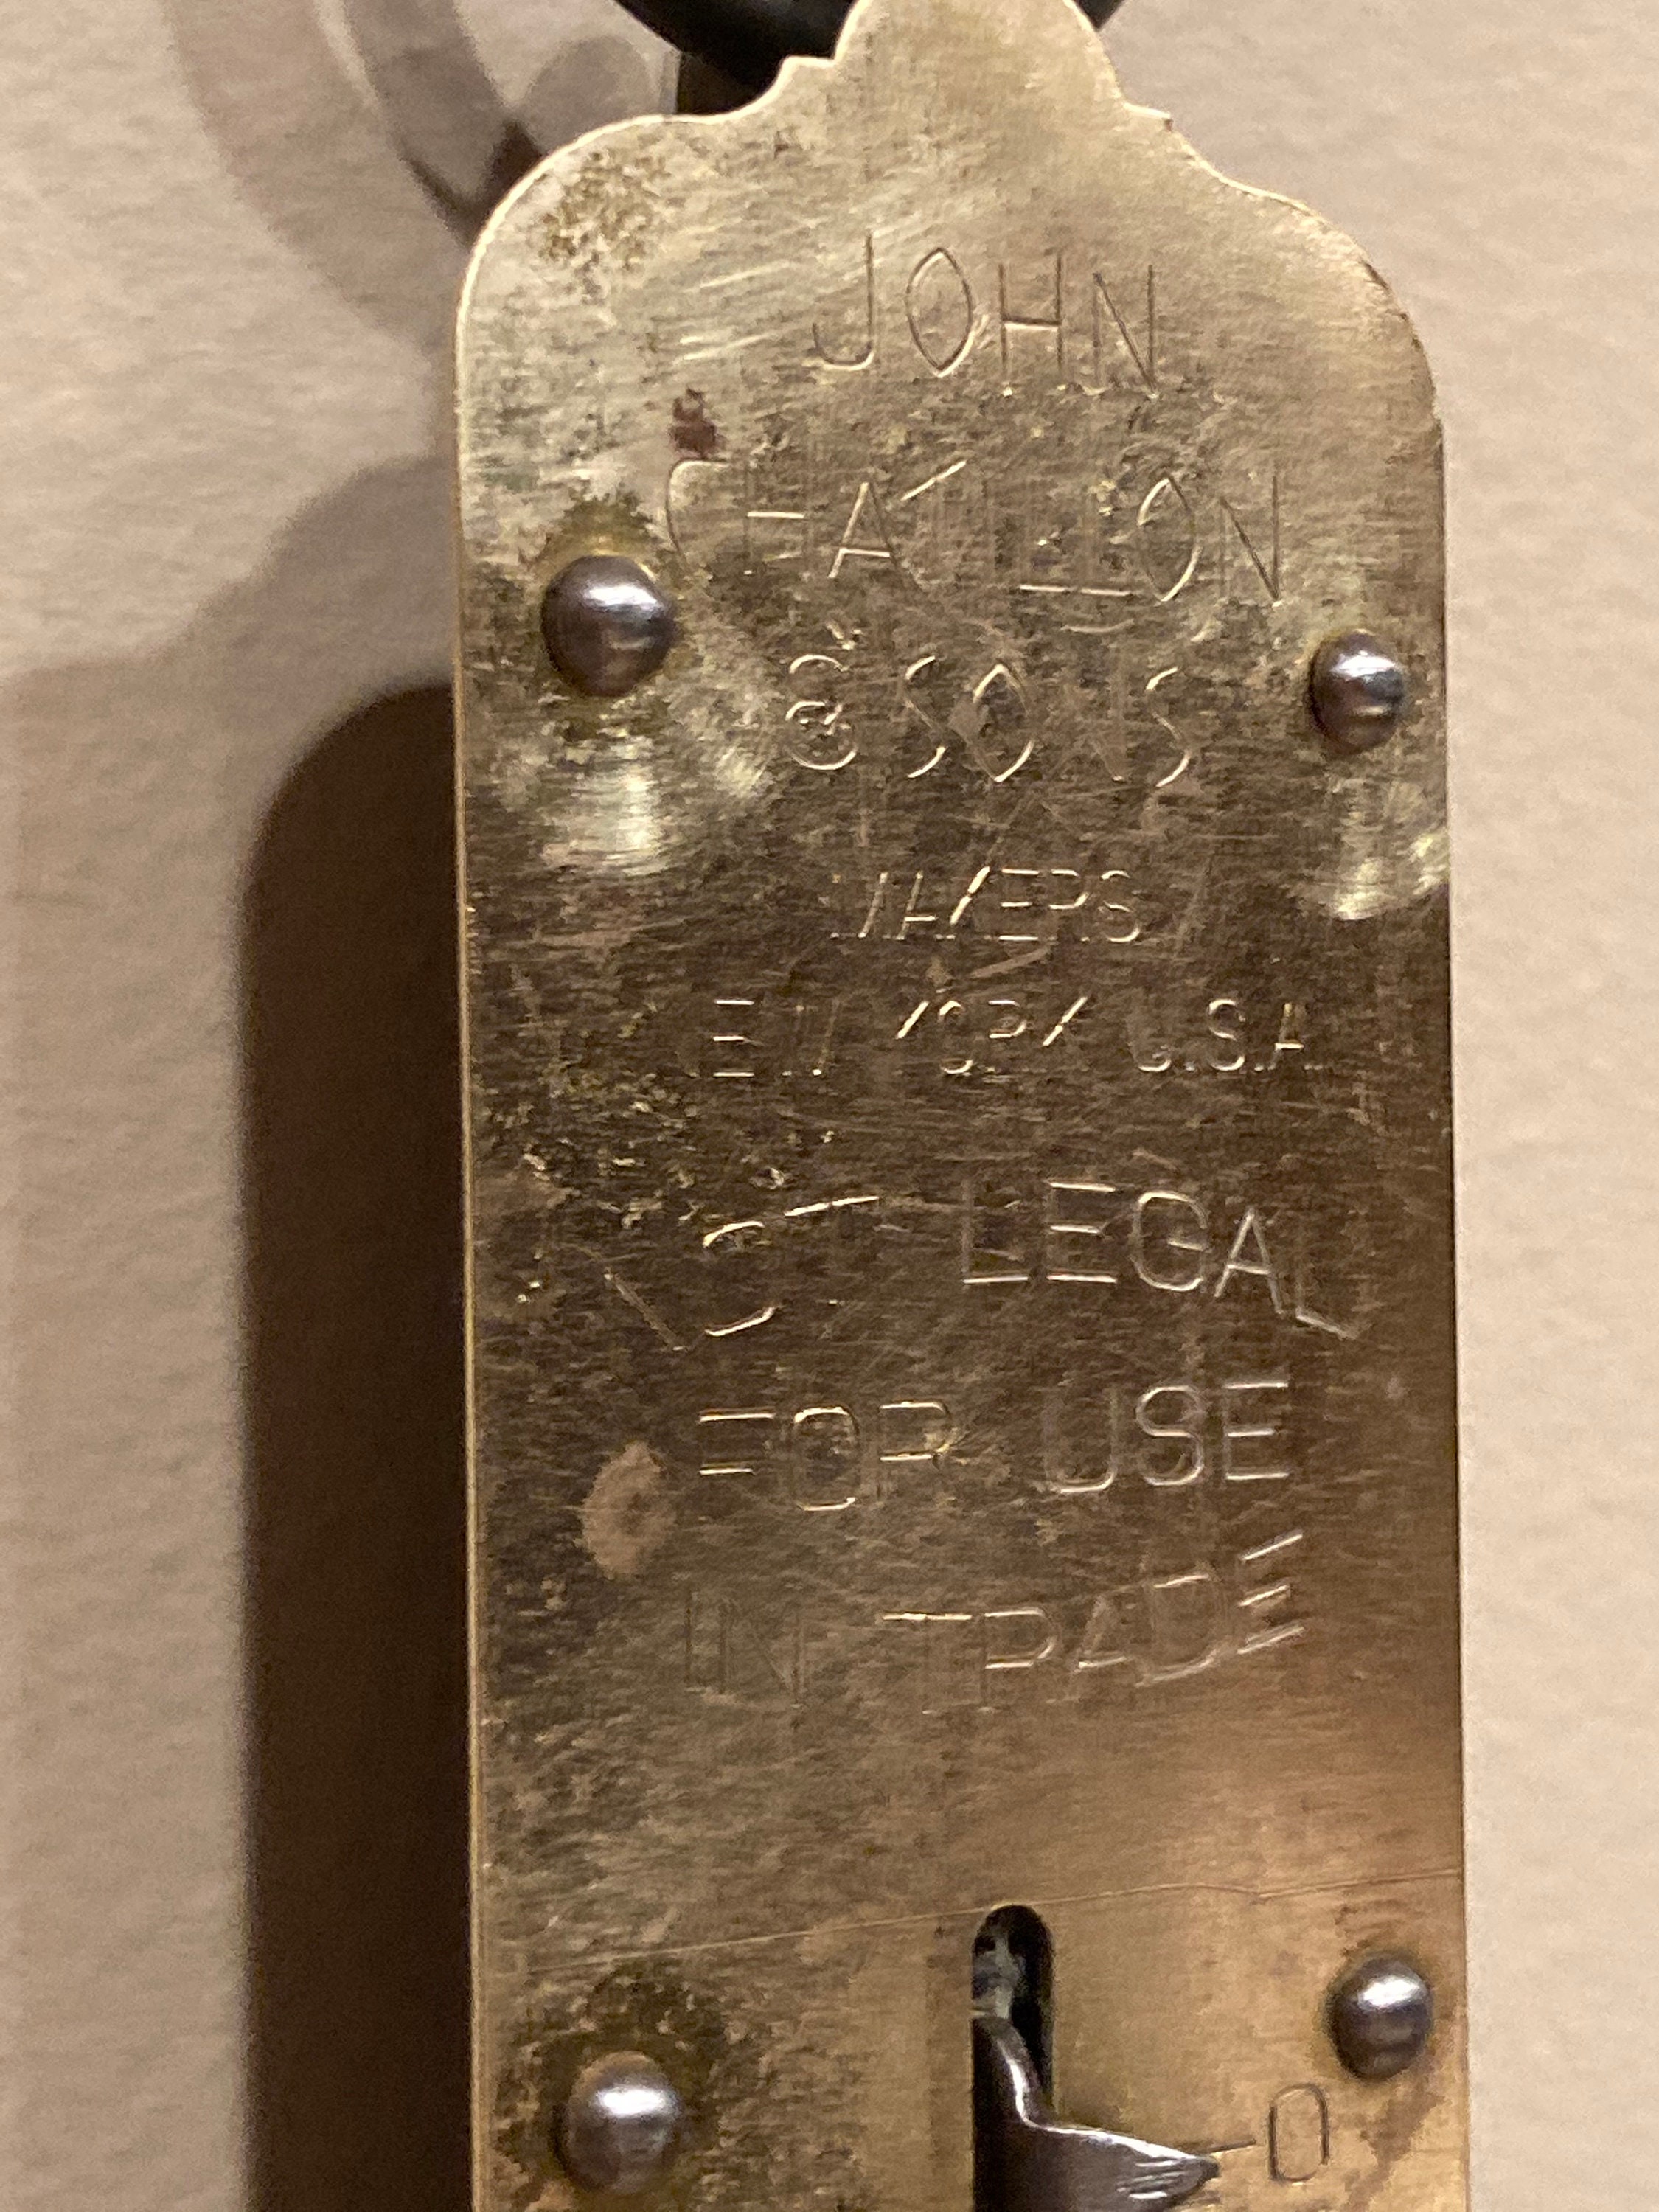 JOHN
CHATILLON
& SONS
MAKERS
NEW YORK U.S.A.
NOT LEGAL
FOR USE
IN TRADE
0